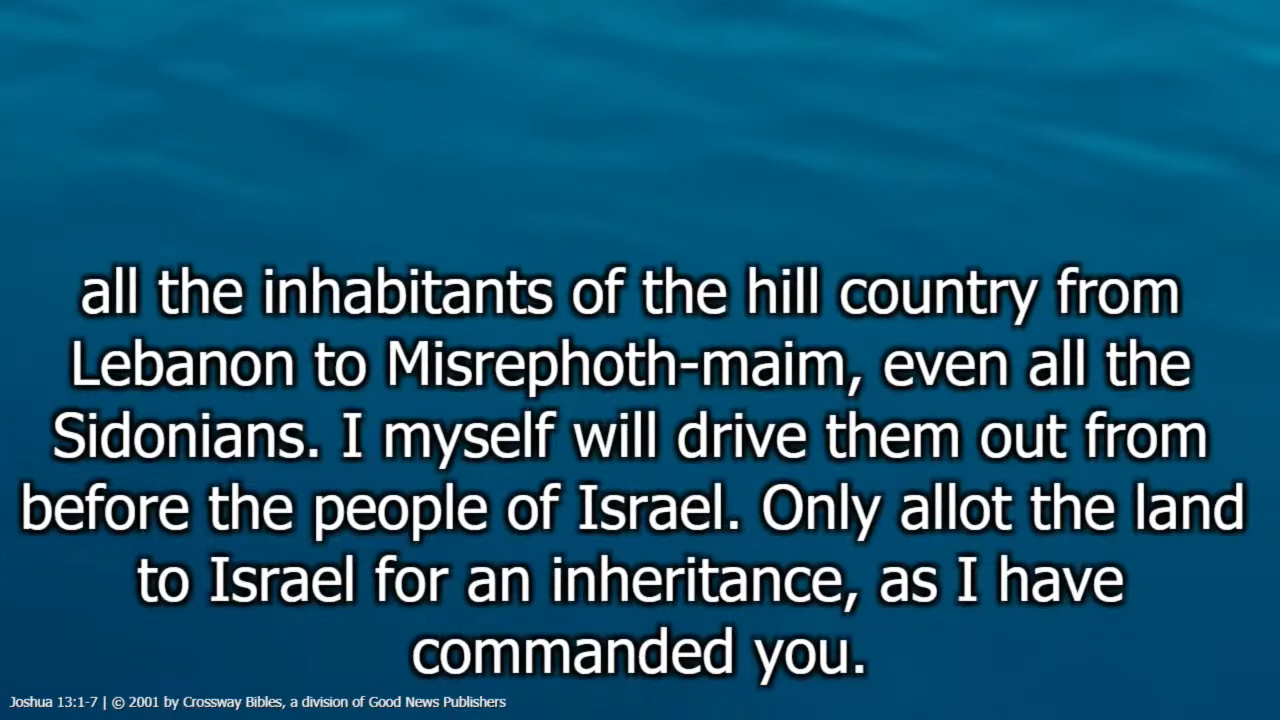 all the inhabitants of the hill country from
Lebanon to Misrephoth-maim, even all the
Sidonians. I myself will drive them out from
before the people of Israel. Only allot the land
to Israel for an inheritance, as I have
commanded you.
Joshua 13:1-7 | © 2001 by Crossway Bibles, a division of Good News Publishers